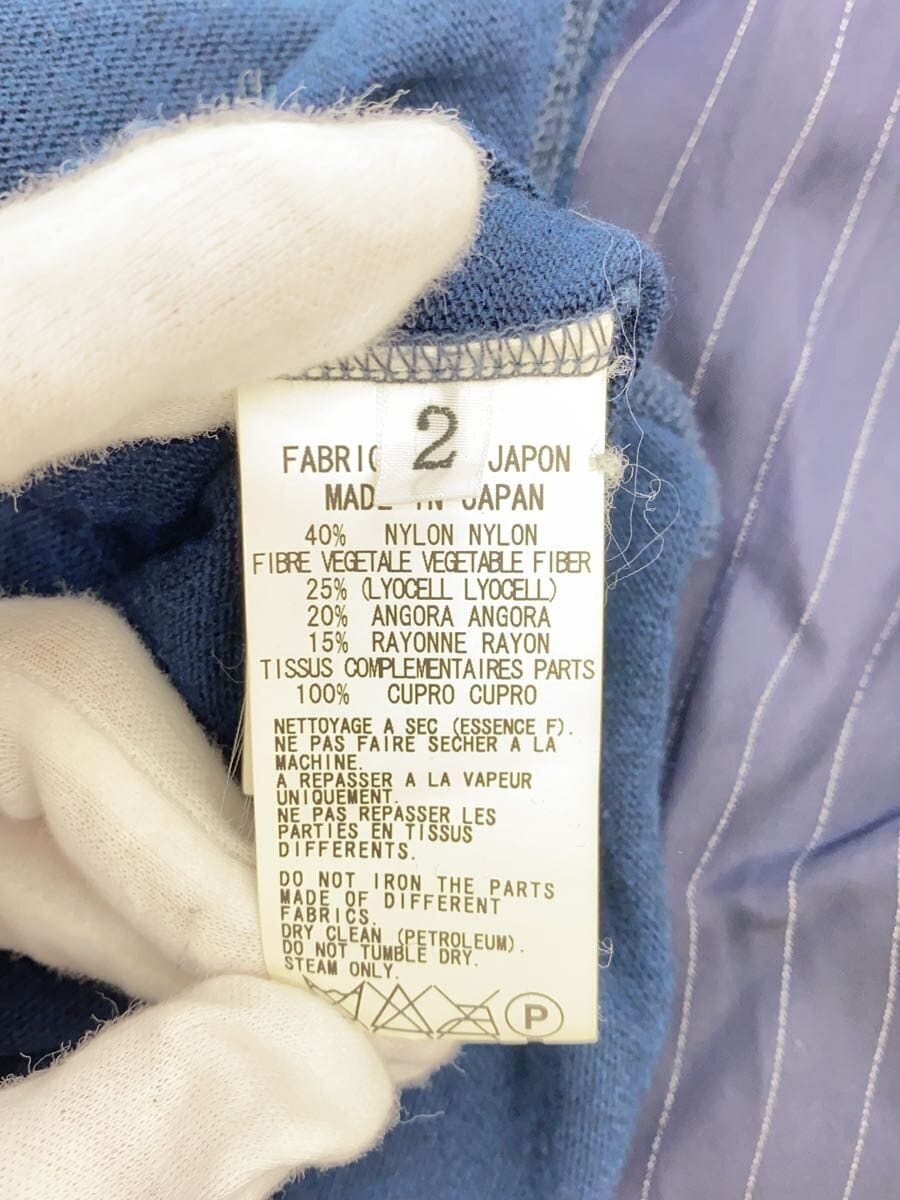 2
FABRI JAPON
MAD IN JAPAN
40% NYLON NYLON
FIBRE VEGETALE VEGETABLE FIBER
25% (LYOCELL LYOCELL)
20% ANGORA ANGORA
15% RAYONNE RAYON
TISSUS COMPLEMENTAIRES PARTS
100% CUPRO CUPRO
NETTOYAGE A SEC (ESSENCE F).
NE PAS FAIRE SECHER A LA
MACHINE.
A REPASSER A LA VAPEUR
UNIQUEMENT.
NE PAS REPASSER LES
PARTIES EN TISSUS
DIFFERENTS.
DO NOT IRON THE PARTS
MADE OF DIFFERENT
FABRICS.
DRY CLEAN (PETROLEUM).
DO NOT TUMBLE DRY.
STEAM ONLY.
P